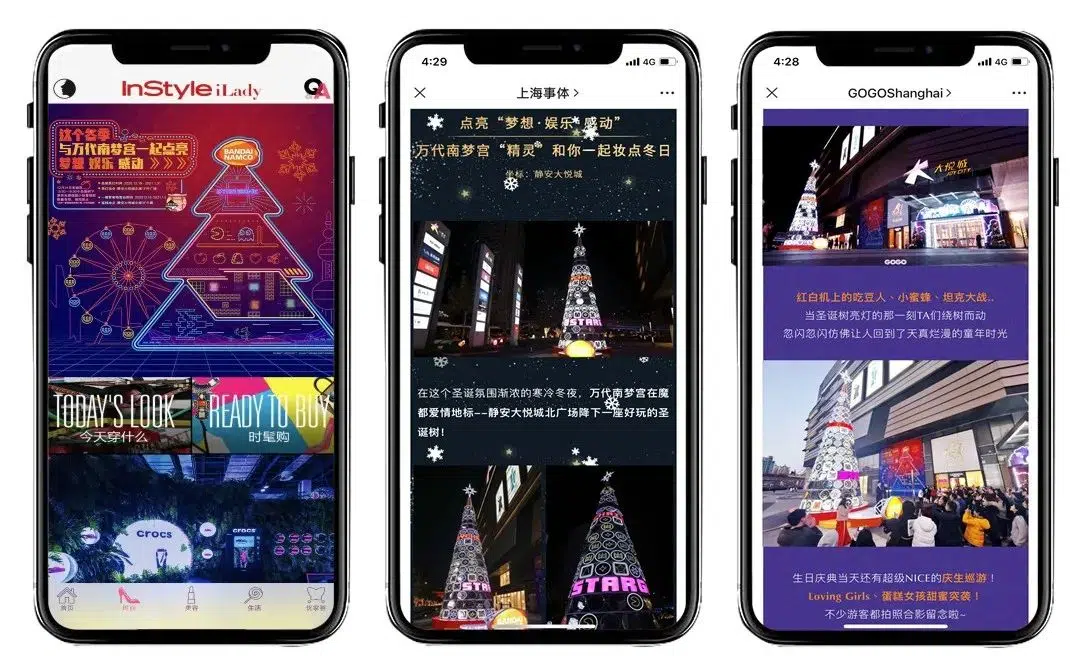 InStyle iLady
Q&A
这个冬季
与万代南梦宫一起点亮
梦想 娱乐 感动
BANDAI
NAMCO
TODAY'S LOOK
今天穿什么
READY TO BUY
时髦购
crocs
crocs
首页
时尚
美容
生活
优家荟
4:29
4G
上海事体
点亮“梦想·娱乐·感动”
万代南梦宫“精灵”和你一起妆点冬日
坐标：静安大悦城
STAR
在这个圣诞氛围渐浓的寒冷冬夜，万代南梦宫在魔
都爱情地标--静安大悦城北广场降下一座好玩的圣
诞树！
STARG
STARG
4:28
4G
GOGOShanghai
大悦城
JOY CITY
GOGO
红白机上的吃豆人、小蜜蜂、坦克大战..
当圣诞树亮灯的那一刻TA们绕树而动
忽闪忽闪仿佛让人回到了天真烂漫的童年时光
生日庆典当天还有超级NICE的庆生巡游！
Loving Girls、蛋糕女孩甜蜜突袭！
不少游客都拍照合影留念啦~